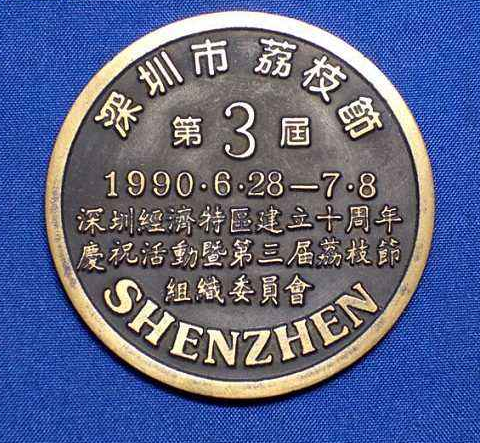 深圳市荔枝節
第3屆
1990·6·28—7·8
深圳經濟特區建立十周年
慶祝活動暨第三届荔枝節
組織委員會
SHENZHEN